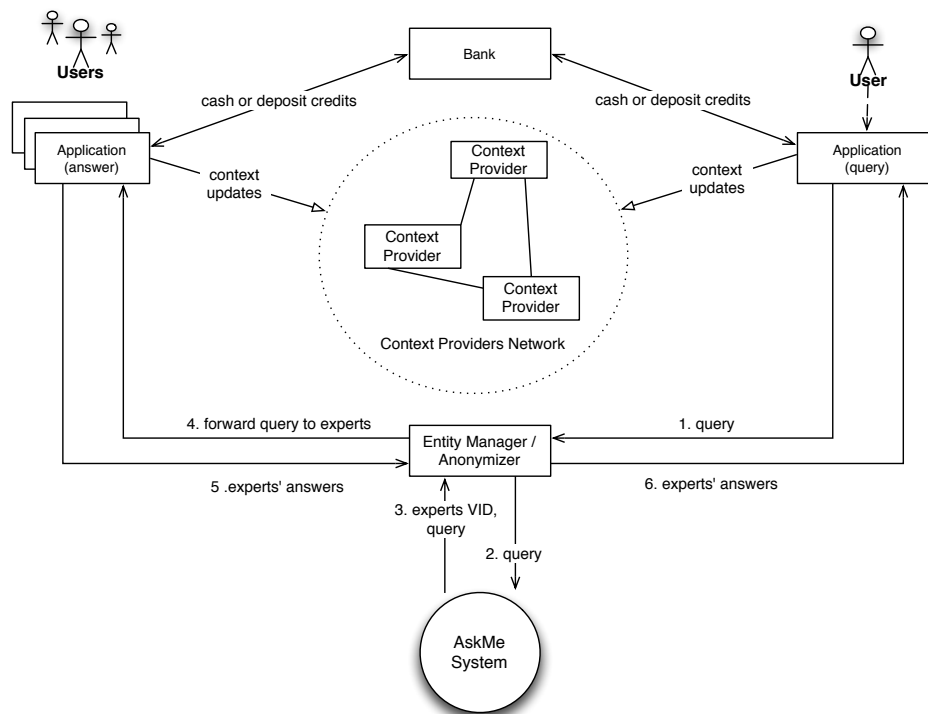 Bank
Users
User
cash or deposit credits
cash or deposit credits
Application
(answer)
Application
(query)
context
updates
context
updates
Context
Provider
Context
Provider
Context
Provider
Context Providers Network
4. forward query to experts
1. query
Entity Manager /
Anonymizer
5 .experts' answers
6. experts' answers
3. experts VID,
query
2. query
AskMe
System